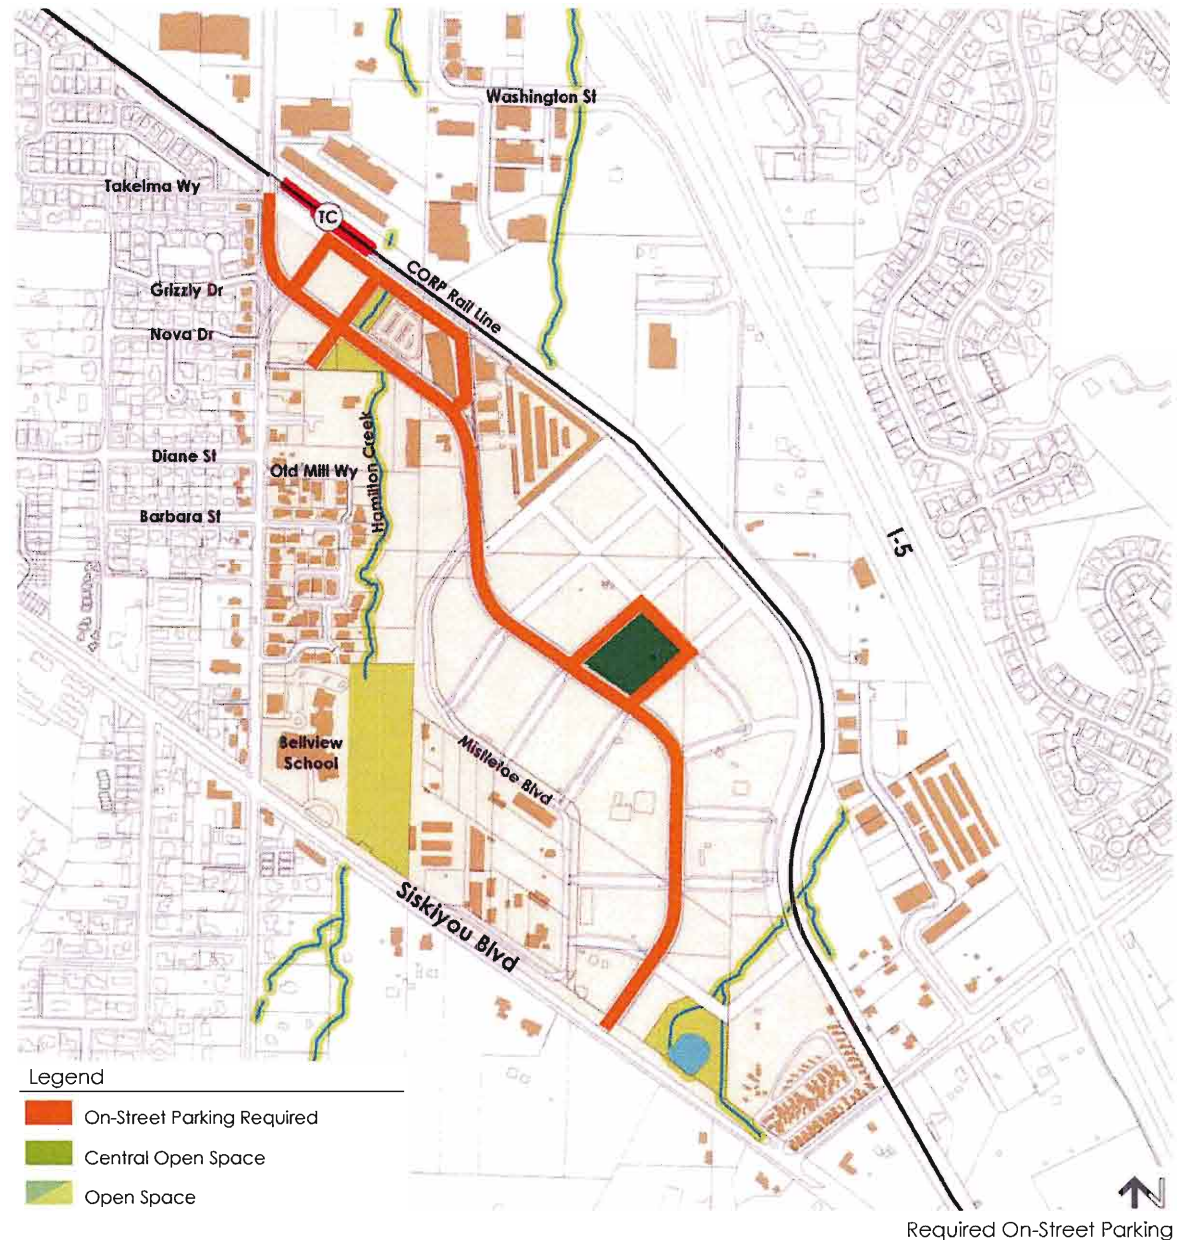 Washington St
Takelma Wy
TC
CORP Rail Line
Grizzly Dr
Nova Dr
Hamilton Creek
Diane St
Old Mill Wy
Barbara St
I-5
Bellview
School
Mistletoe Blvd
Siskiyou Blvd
Legend
On-Street Parking Required
Central Open Space
Open Space
N
Required On-Street Parking